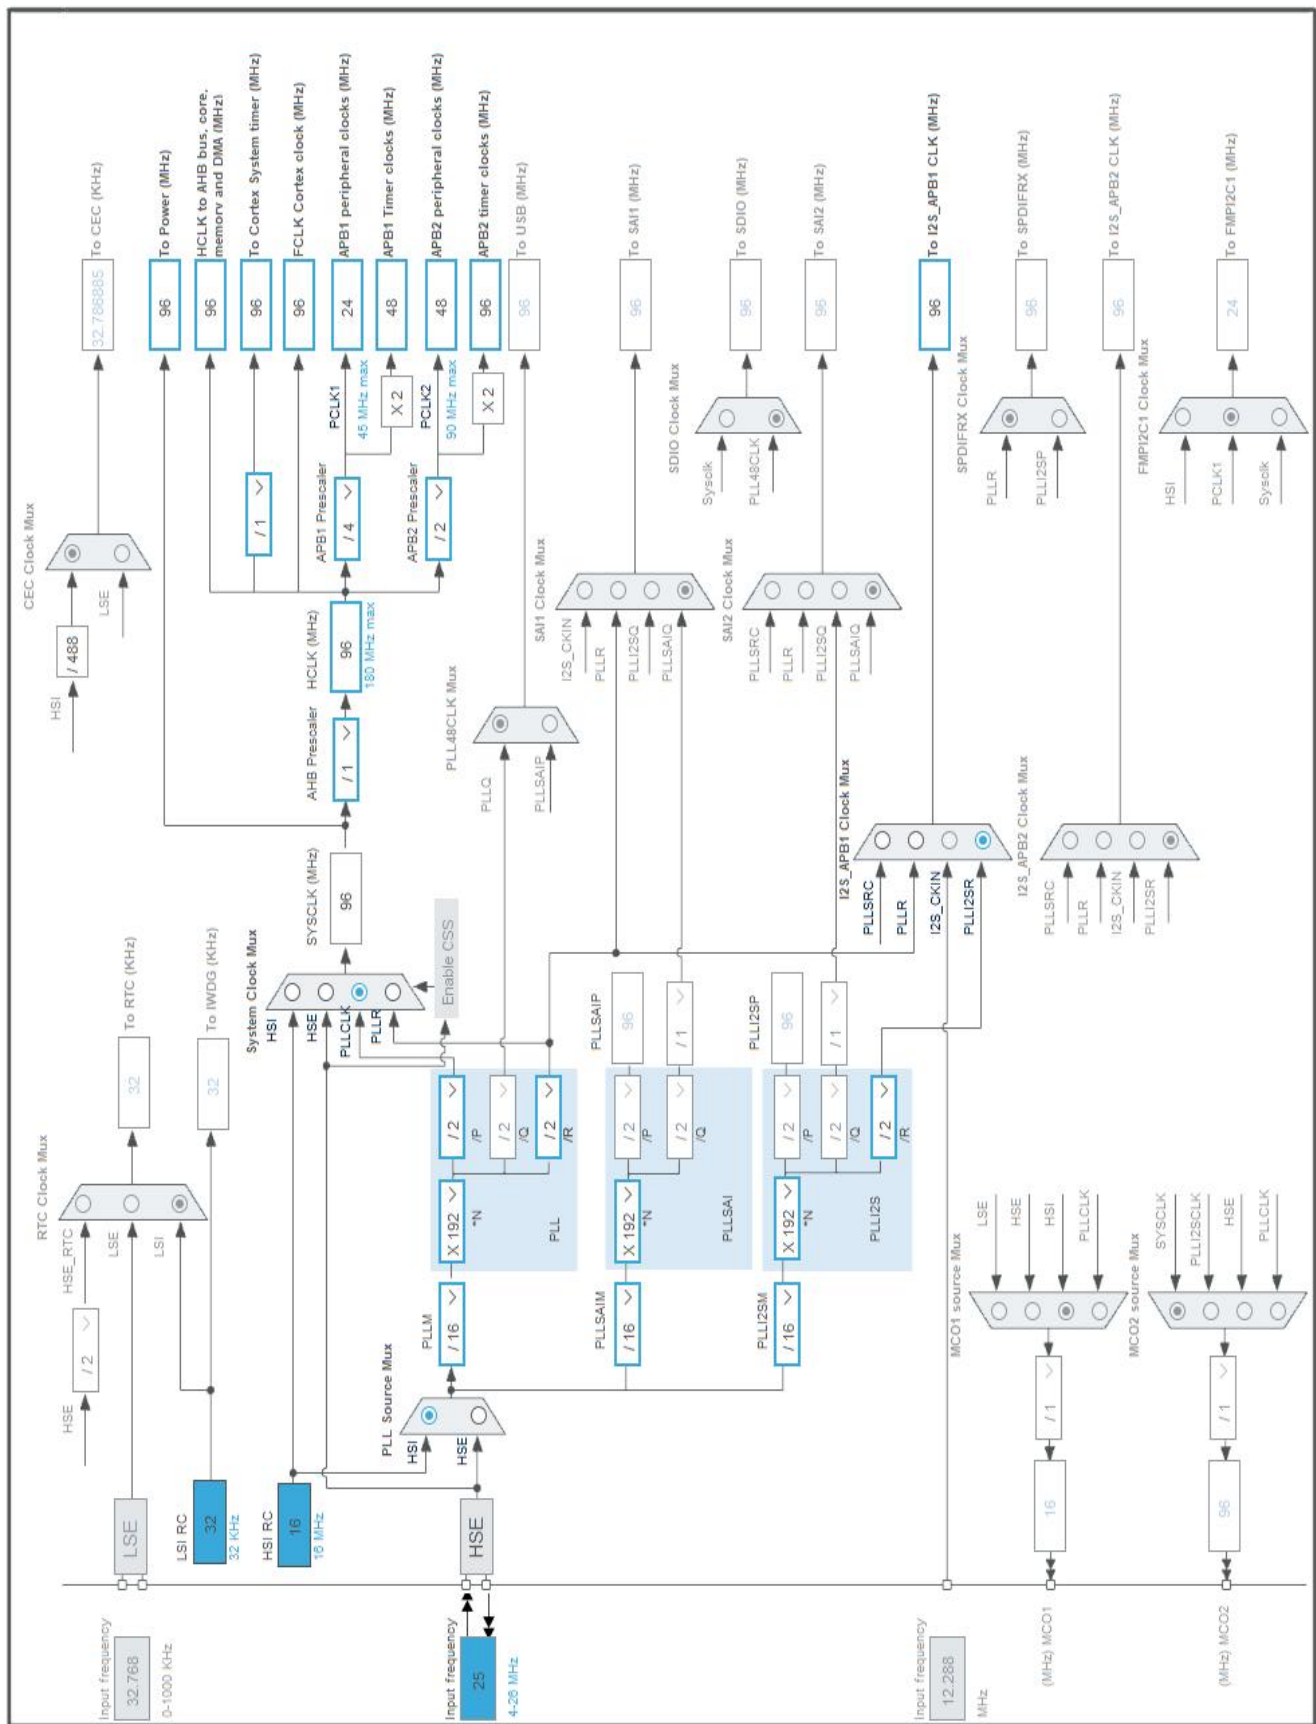 Input frequency
32.768
0-1000 KHz
LSE
HSE
/ 2
HSE_RTC
LSE
LSI
RTC Clock Mux
32
To RTC (KHz)
LSI RC
32
32 KHz
32
To IWDG (KHz)
HSI
/ 488
LSE
CEC Clock Mux
32.786885
To CEC (KHz)
HSI RC
16
16 MHz
Input frequency
25
4-26 MHz
HSE
PLL Source Mux
HSI
HSE
PLLM
/ 16
X 192
*N
/ 2
/P
/ 2
/Q
/ 2
/R
PLL
System Clock Mux
HSI
HSE
PLLCLK
PLLR
Enable CSS
SYSCLK (MHz)
96
AHB Prescaler
/ 1
HCLK (MHz)
96
180 MHz max
/ 1
APB1 Prescaler
/ 4
PCLK1
45 MHz max
X 2
APB2 Prescaler
/ 2
PCLK2
90 MHz max
X 2
96
To Power (MHz)
96
HCLK to AHB bus, core,
memory and DMA (MHz)
96
To Cortex System timer (MHz)
96
FCLK Cortex clock (MHz)
24
APB1 peripheral clocks (MHz)
48
APB1 Timer clocks (MHz)
48
APB2 peripheral clocks (MHz)
96
APB2 timer clocks (MHz)
PLLQ
PLLSAIP
PLL48CLK Mux
96
To USB (MHz)
PLLSAIM
/ 16
X 192
*N
/ 2
/P
/ 2
/Q
PLLSAI
PLLSAIP
96
/ 1
SAI1 Clock Mux
I2S_CKIN
PLLR
PLLI2SQ
PLLSAIQ
96
To SAI1 (MHz)
SDIO Clock Mux
Sysclk
PLL48CLK
96
To SDIO (MHz)
PLLI2SM
/ 16
X 192
*N
/ 2
/P
/ 2
/Q
/ 2
/R
PLLI2S
PLLI2SP
96
/ 1
SAI2 Clock Mux
PLLSRC
PLLR
PLLI2SQ
PLLSAIQ
96
To SAI2 (MHz)
Input frequency
12.288
MHz
I2S_APB1 Clock Mux
PLLSRC
PLLR
I2S_CKIN
PLLI2SR
96
To I2S_APB1 CLK (MHz)
SPDIFRX Clock Mux
PLLR
PLLI2SP
96
To SPDIFRX (MHz)
I2S_APB2 Clock Mux
PLLSRC
PLLR
I2S_CKIN
PLLI2SR
96
To I2S_APB2 CLK (MHz)
FMPI2C1 Clock Mux
HSI
PCLK1
Sysclk
24
To FMPI2C1 (MHz)
(MHz) MCO1
16
/ 1
MCO1 source Mux
LSE
HSE
HSI
PLLCLK
(MHz) MCO2
96
/ 1
MCO2 source Mux
SYSCLK
PLLI2SCLK
HSE
PLLCLK